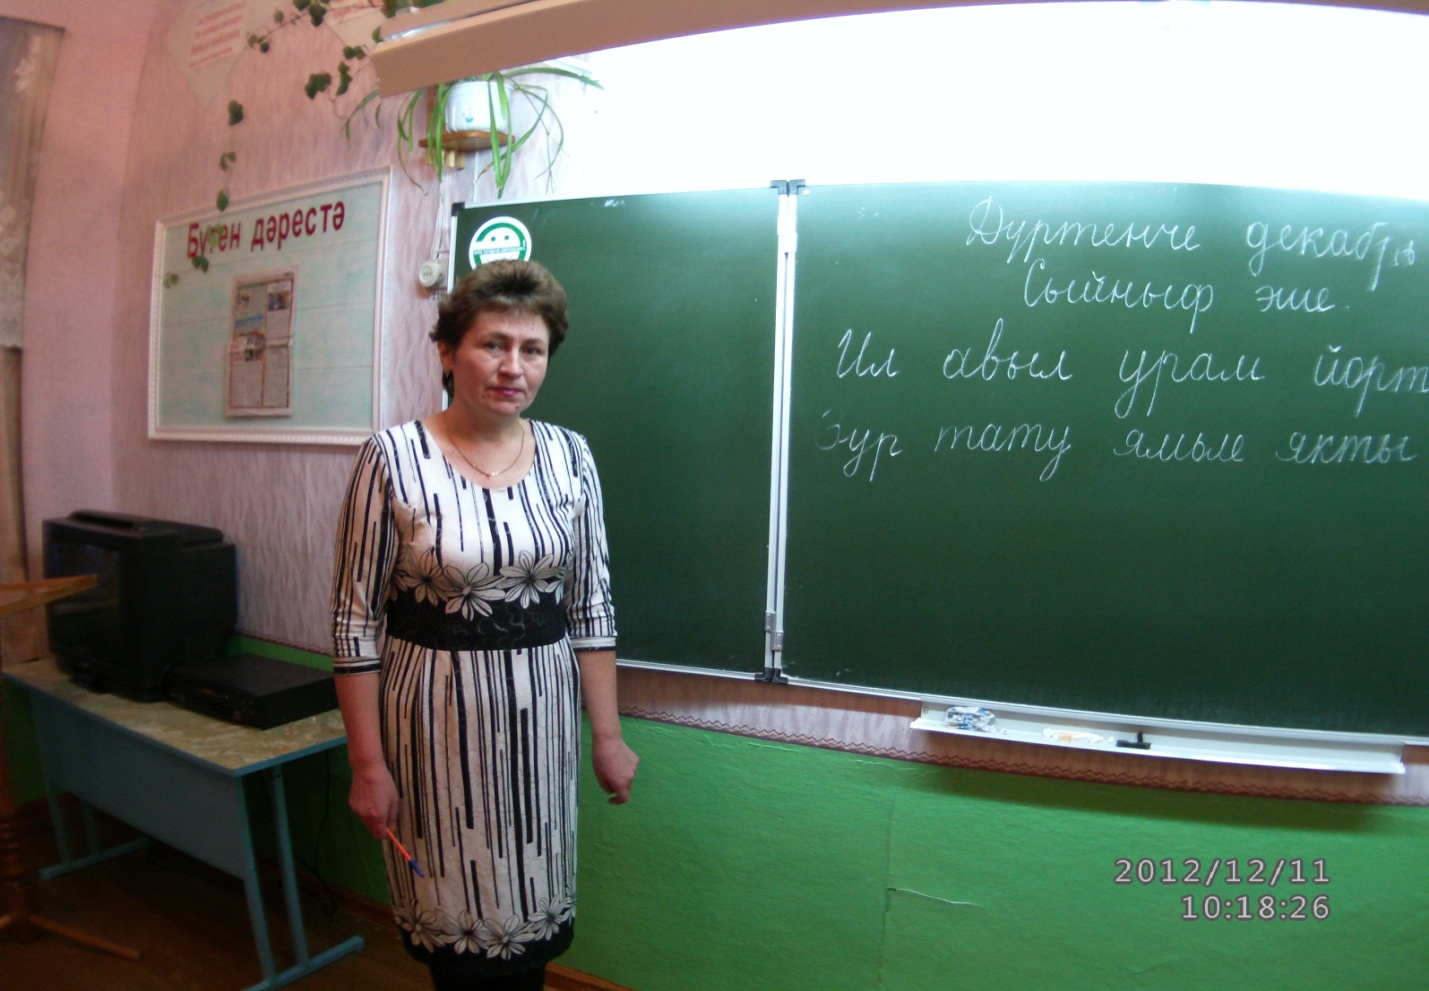 Бүген дәрестә
Дүртенче декабрь
Сыйныф эше.
Ил авыл урам йорт
Зур тату ямьле якты
2012/12/11
10:18:26